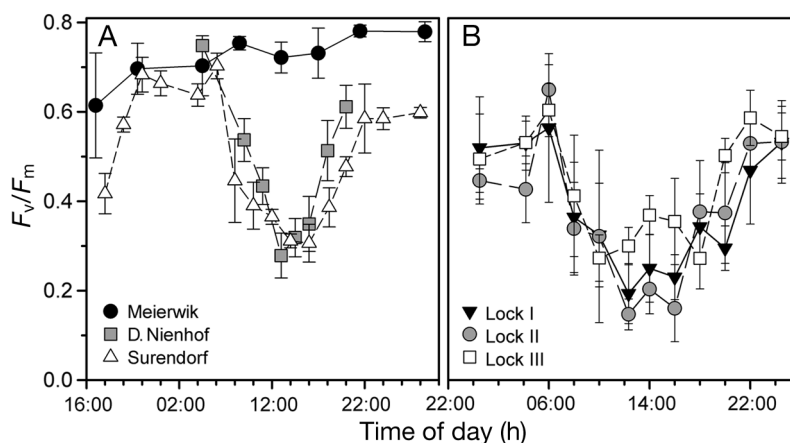 A
B
0.8
0.6
0.4
0.2
0.0
Fv/Fm
Meierwik
D. Nienhof
Surendorf
Lock I
Lock II
Lock III
16:00 02:00 12:00 22:00 22:00 06:00 14:00 22:00
Time of day (h)